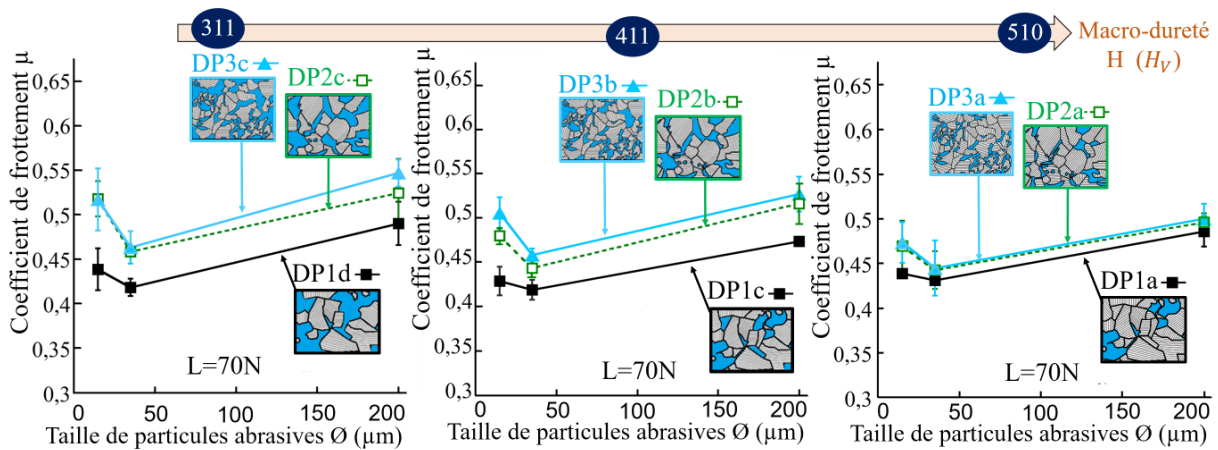 311
411
510
Macro-dureté
H (H_V)
Coefficient de frottement µ
0,65
0,6
0,55
0,5
0,45
0,4
0,35
0,3
DP3c
DP2c
DP1d
L=70N
0 50 100 150 200
Taille de particules abrasives Ø (µm)
Coefficient de frottement µ
0,65
0,6
0,55
0,5
0,45
0,4
0,35
0,3
DP3b
DP2b
DP1c
L=70N
0 50 100 150 200
Taille de particules abrasives Ø (µm)
Coefficient de frottement µ
0,65
0,6
0,55
0,5
0,45
0,4
0,35
0,3
DP3a
DP2a
DP1a
L=70N
0 50 100 150 200
Taille de particules abrasives Ø (µm)